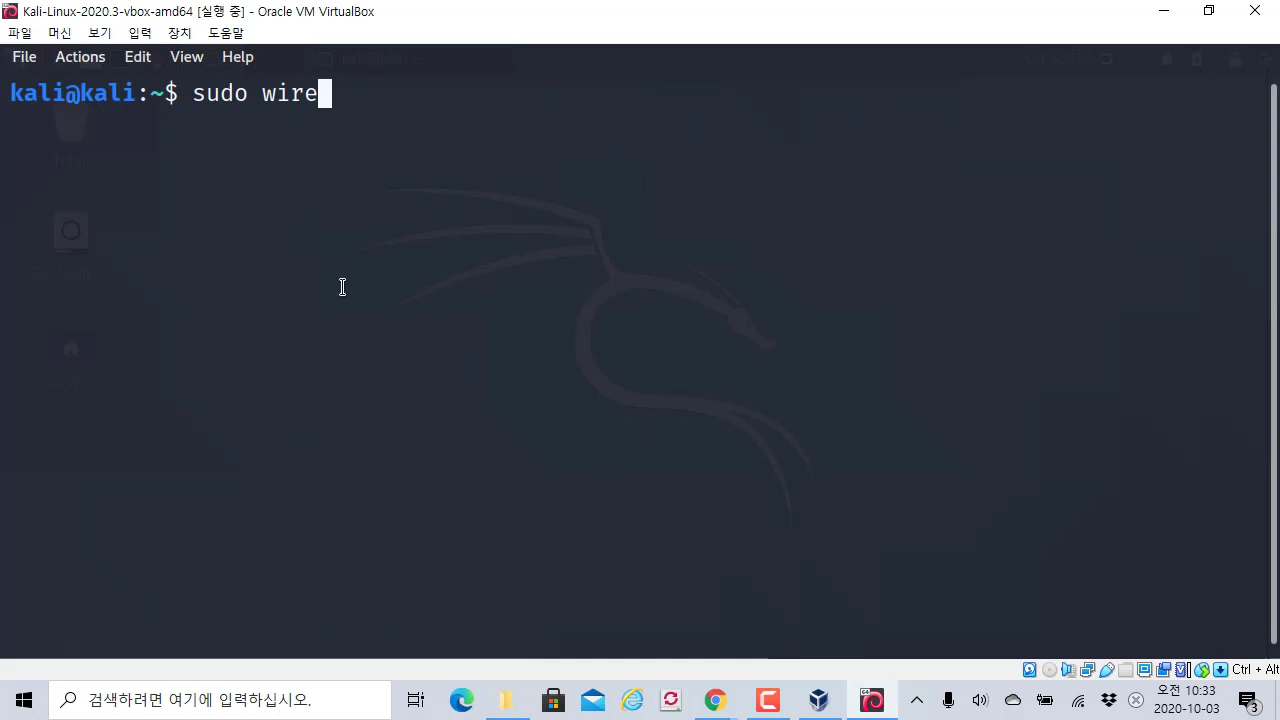 Kali-Linux-2020.3-vbox-amd64 [실행 중] - Oracle VM VirtualBox
파일 머신 보기 입력 장치 도움말
File Actions Edit View Help
kali@kali:~$ sudo wire
Ctrl + Alt
검색하려면 여기에 입력하십시오.
오전 10:33
2020-10-03
3